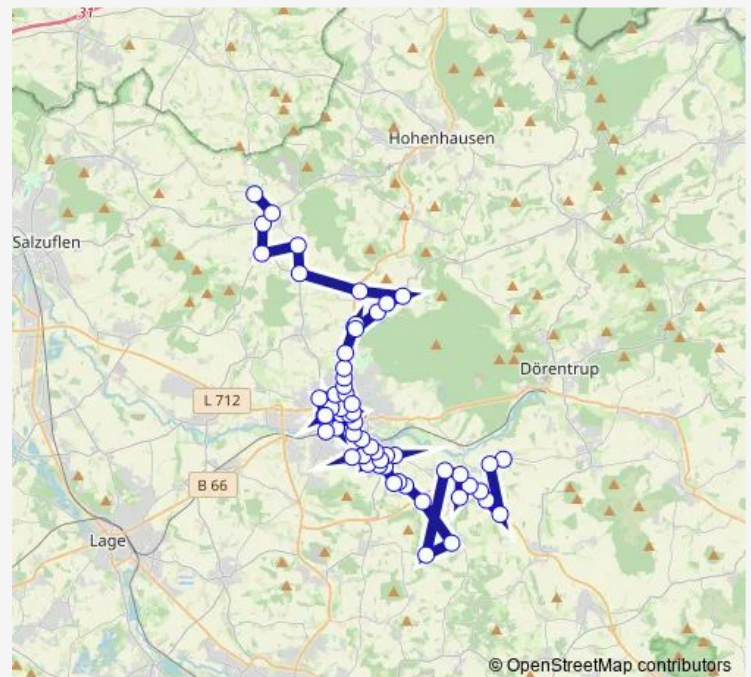 31
Hohenhausen
Salzuflen
Dörentrup
L 712
B 66
Lage
© OpenStreetMap contributors